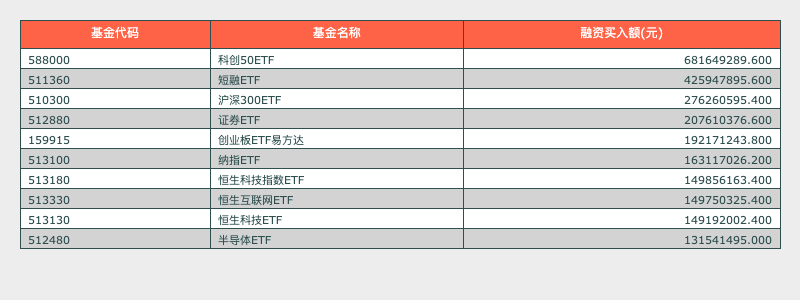 基金代码 基金名称 融资买入额(元)
588000 科创50ETF 681649289.600
511360 短融ETF 425947895.600
510300 沪深300ETF 276260595.400
512880 证券ETF 207610376.600
159915 创业板ETF易方达 192171243.800
513100 纳指ETF 163117026.200
513180 恒生科技指数ETF 149856163.400
513330 恒生互联网ETF 149750325.400
513130 恒生科技ETF 149192002.400
512480 半导体ETF 131541495.000